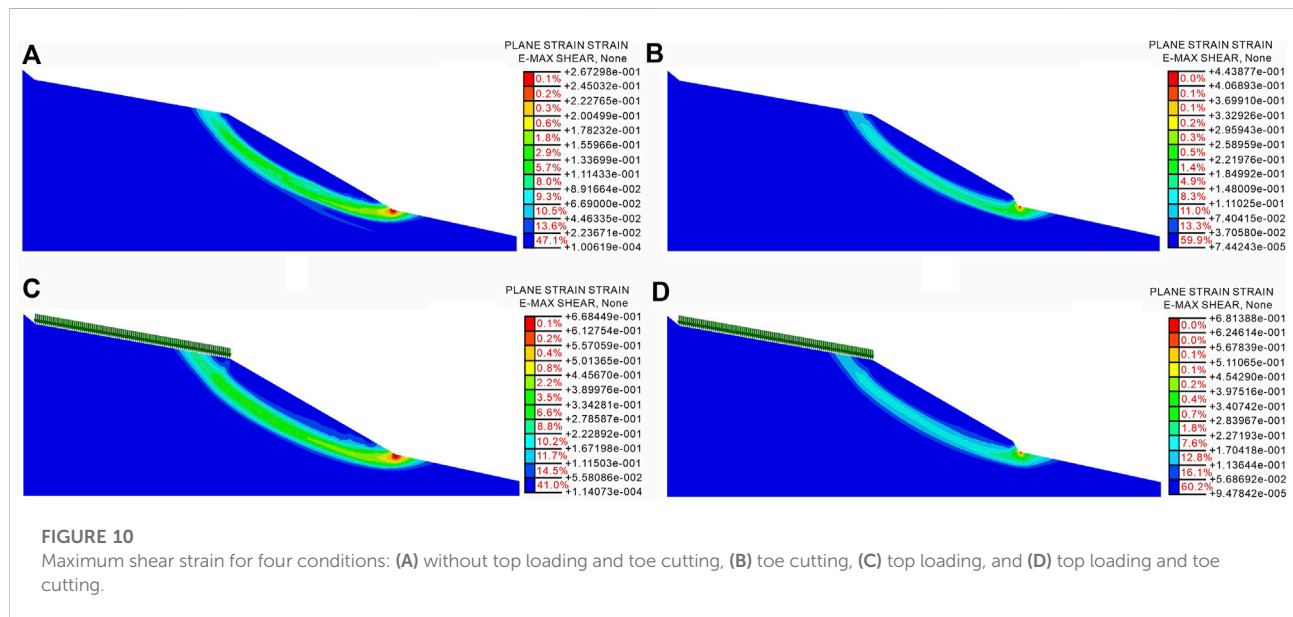 A
PLANE STRAIN STRAIN
E-MAX SHEAR, None
+2.67298e-001
0.1%
+2.45032e-001
0.2%
+2.22765e-001
0.3%
+2.00499e-001
0.6%
+1.78232e-001
1.8%
+1.55966e-001
2.9%
+1.33699e-001
5.7%
+1.11433e-001
8.0%
+8.91664e-002
9.3%
+6.69000e-002
10.5%
+4.46335e-002
13.6%
+2.23671e-002
47.1%
+1.00619e-004
B
PLANE STRAIN STRAIN
E-MAX SHEAR, None
+4.43877e-001
0.0%
+4.06893e-001
0.1%
+3.69910e-001
0.1%
+3.32926e-001
0.2%
+2.95943e-001
0.3%
+2.58959e-001
0.5%
+2.21976e-001
1.4%
+1.84992e-001
4.9%
+1.48009e-001
8.3%
+1.11025e-001
11.0%
+7.40415e-002
13.3%
+3.70580e-002
59.9%
+7.44243e-005
C
PLANE STRAIN STRAIN
E-MAX SHEAR, None
+6.68449e-001
0.1%
+6.12754e-001
0.2%
+5.57059e-001
0.4%
+5.01365e-001
0.8%
+4.45670e-001
2.2%
+3.89976e-001
3.5%
+3.34281e-001
6.6%
+2.78587e-001
8.8%
+2.22892e-001
10.2%
+1.67198e-001
11.7%
+1.11503e-001
14.5%
+5.58086e-002
41.0%
+1.14073e-004
D
PLANE STRAIN STRAIN
E-MAX SHEAR, None
+6.81388e-001
0.0%
+6.24614e-001
0.0%
+5.67839e-001
0.1%
+5.11065e-001
0.1%
+4.54290e-001
0.2%
+3.97516e-001
0.4%
+3.40742e-001
0.7%
+2.83967e-001
1.8%
+2.27193e-001
7.6%
+1.70418e-001
12.8%
+1.13644e-001
16.1%
+5.68692e-002
60.2%
+9.47842e-005
FIGURE 10
Maximum shear strain for four conditions: (A) without top loading and toe cutting, (B) toe cutting, (C) top loading, and (D) top loading and toe
cutting.